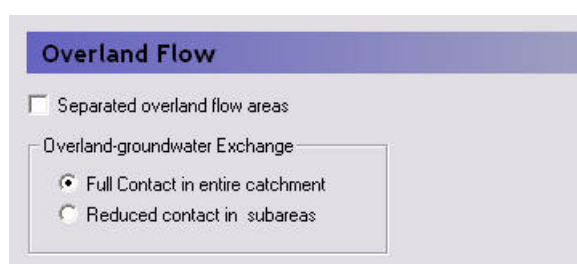 Overland Flow
Separated overland flow areas
Overland-groundwater Exchange
Full Contact in entire catchment
Reduced contact in subareas